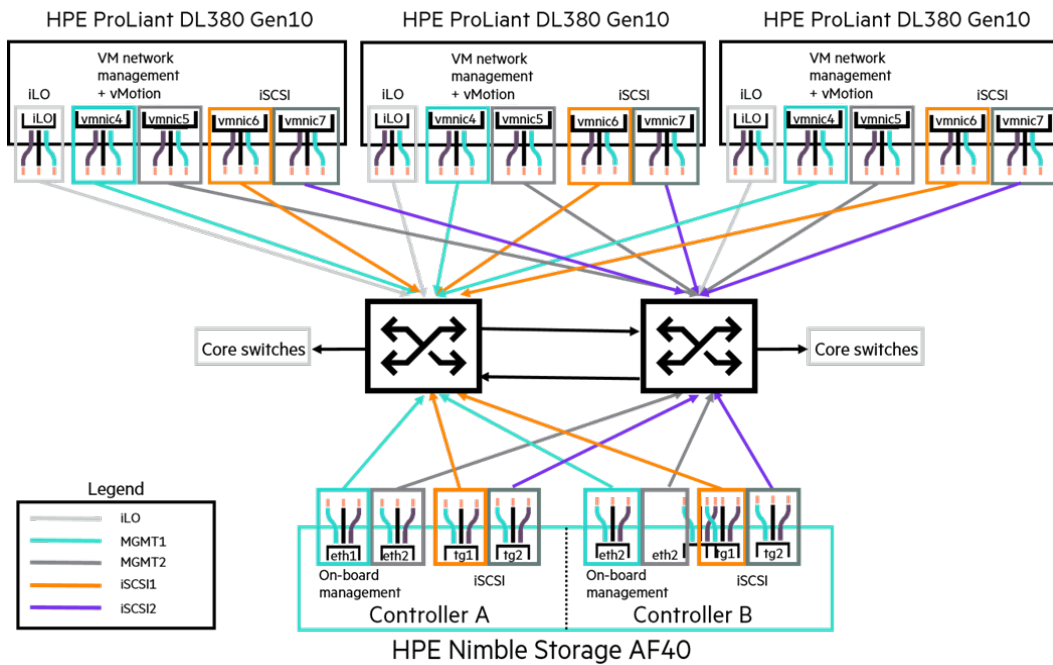 HPE ProLiant DL380 Gen10
HPE ProLiant DL380 Gen10
HPE ProLiant DL380 Gen10
VM network
management
+ vMotion
iLO
iSCSI
iLO
vmnic4
vmnic5
vmnic6
vmnic7
VM network
management
+ vMotion
iLO
iSCSI
iLO
vmnic4
vmnic5
vmnic6
vmnic7
VM network
management
+ vMotion
iLO
iSCSI
iLO
vmnic4
vmnic5
vmnic6
vmnic7
Core switches
Core switches
Legend
iLO
MGMT1
MGMT2
iSCSI1
iSCSI2
eth1
eth2
tg1
tg2
eth2
eth2
tg1
tg2
On-board
management
iSCSI
On-board
management
iSCSI
Controller A
Controller B
HPE Nimble Storage AF40